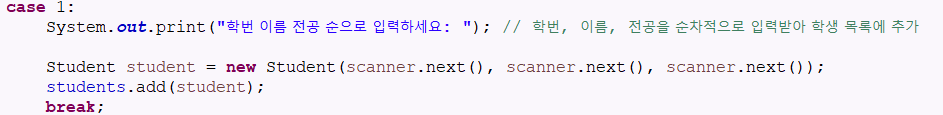 case 1:
System.out.print("학번 이름 전공 순으로 입력하세요: "); // 학번, 이름, 전공을 순차적으로 입력받아 학생 목록에 추가
Student student = new Student(scanner.next(), scanner.next(), scanner.next());
students.add(student);
break;